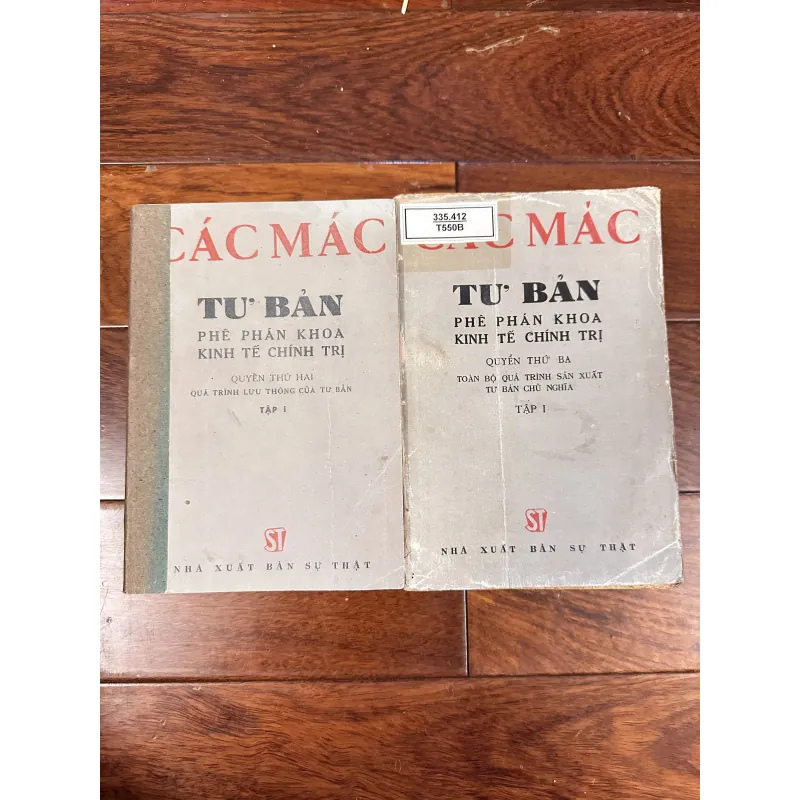 CÁC MÁC
TƯ BẢN
PHÊ PHÁN KHOA
KINH TẾ CHÍNH TRỊ
QUYỂN THỨ HAI
QUÁ TRÌNH LƯU THÔNG CỦA TƯ BẢN
TẬP I
ST
NHÀ XUẤT BẢN SỰ THẬT
335.412
T550B
CÁC MÁC
TƯ BẢN
PHÊ PHÁN KHOA
KINH TẾ CHÍNH TRỊ
QUYỂN THỨ BA
TOÀN BỘ QUÁ TRÌNH SẢN XUẤT
TƯ BẢN CHỦ NGHĨA
TẬP I
ST
NHÀ XUẤT BẢN SỰ THẬT